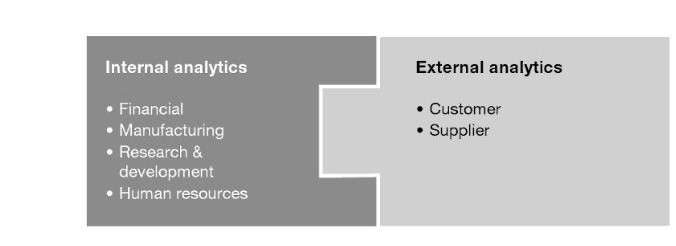 Internal analytics
• Financial
• Manufacturing
• Research &
development
• Human resources
External analytics
• Customer
• Supplier